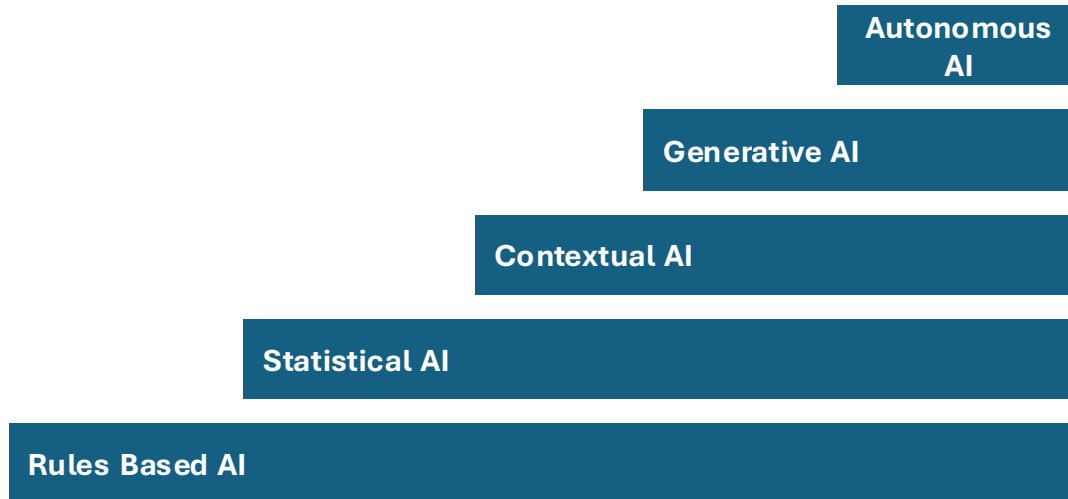 Autonomous
AI
Generative AI
Contextual AI
Statistical AI
Rules Based AI